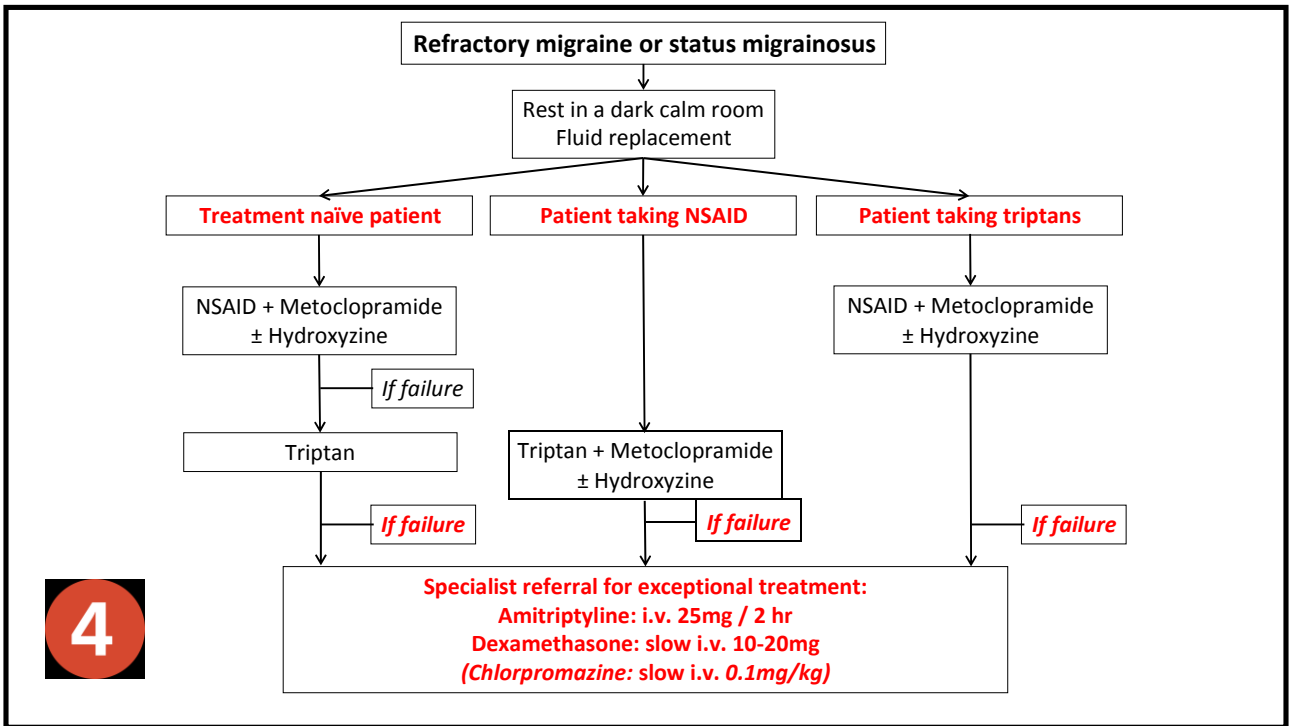 Refractory migraine or status migrainosus
Rest in a dark calm room
Fluid replacement
Treatment naïve patient
Patient taking NSAID
Patient taking triptans
NSAID + Metoclopramide
± Hydroxyzine
NSAID + Metoclopramide
± Hydroxyzine
If failure
Triptan
Triptan + Metoclopramide
± Hydroxyzine
If failure
If failure
If failure
Specialist referral for exceptional treatment:
Amitriptyline: i.v. 25mg / 2 hr
Dexamethasone: slow i.v. 10-20mg
(Chlorpromazine: slow i.v. 0.1mg/kg)
4